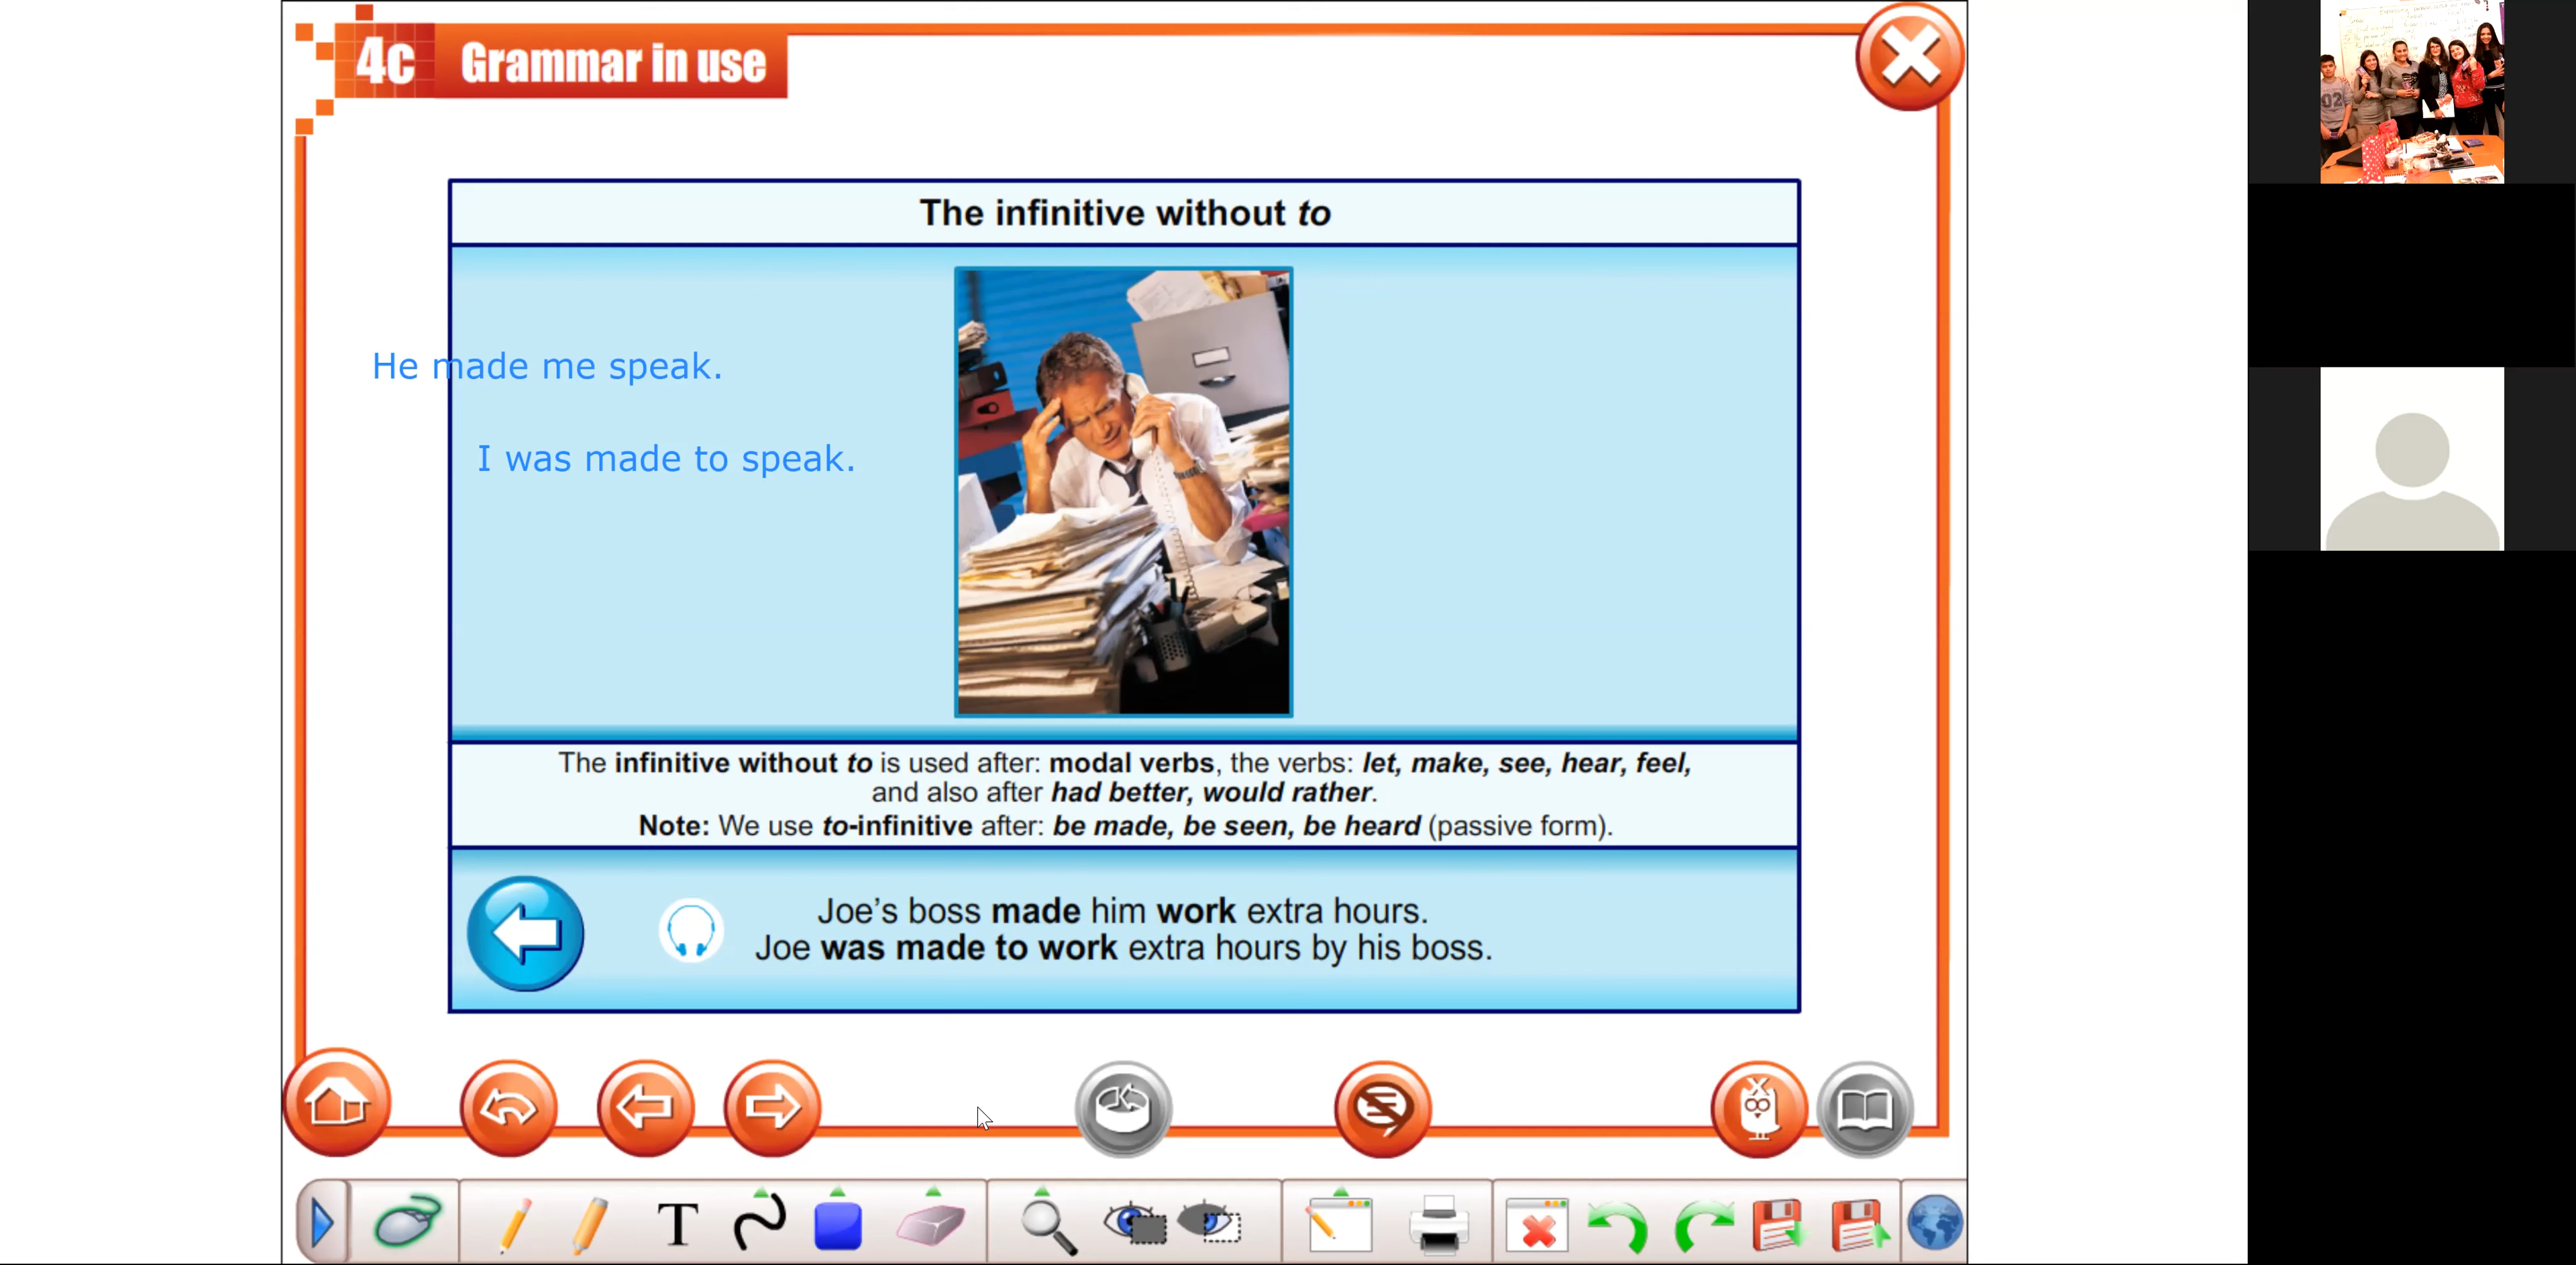 4c Grammar in use
The infinitive without to
He made me speak.
I was made to speak.
The infinitive without to is used after: modal verbs, the verbs: let, make, see, hear, feel,
and also after had better, would rather.
Note: We use to-infinitive after: be made, be seen, be heard (passive form).
Joe's boss made him work extra hours.
Joe was made to work extra hours by his boss.
T